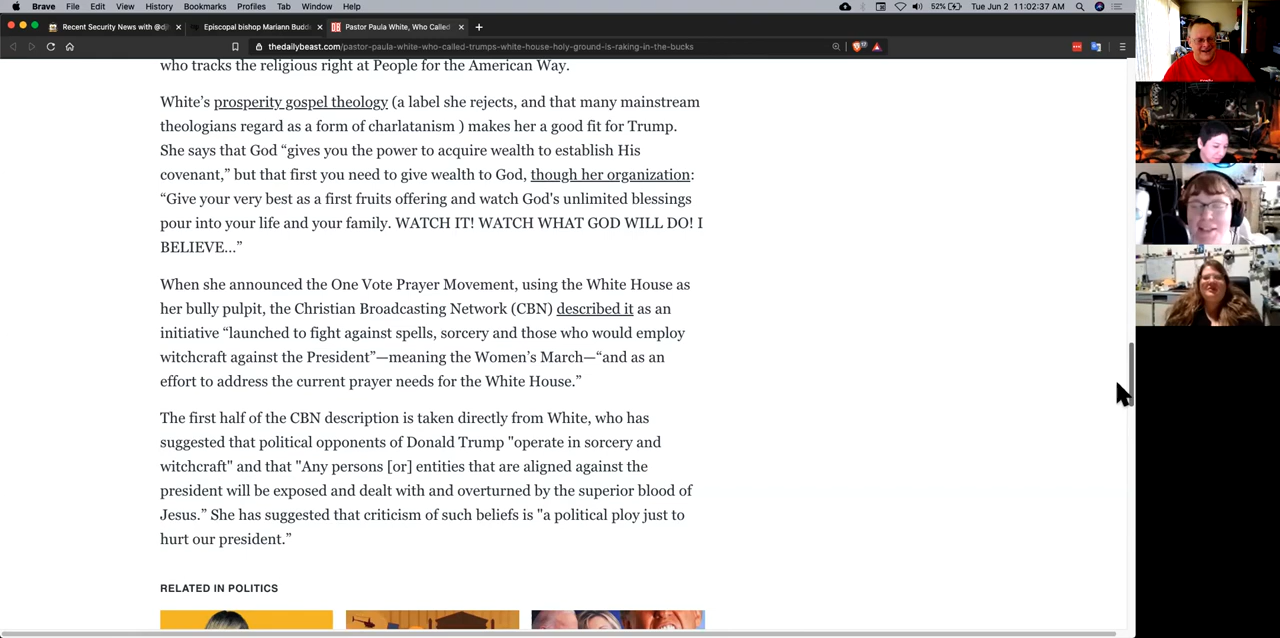 Brave File Edit View History Bookmarks Profiles Tab Window Help 52% Tue Jun 2 11:02:37 AM
Recent Security News with @dj × Episcopal bishop Mariann Budd × Pastor Paula White, Who Called × +
thedailybeast.com/pastor-paula-white-who-called-trumps-white-house-holy-ground-is-raking-in-the-bucks
who tracks the religious right at People for the American Way.
White’s prosperity gospel theology (a label she rejects, and that many mainstream
theologians regard as a form of charlatanism ) makes her a good fit for Trump.
She says that God “gives you the power to acquire wealth to establish His
covenant,” but that first you need to give wealth to God, though her organization:
“Give your very best as a first fruits offering and watch God's unlimited blessings
pour into your life and your family. WATCH IT! WATCH WHAT GOD WILL DO! I
BELIEVE...”
When she announced the One Vote Prayer Movement, using the White House as
her bully pulpit, the Christian Broadcasting Network (CBN) described it as an
initiative “launched to fight against spells, sorcery and those who would employ
witchcraft against the President”—meaning the Women’s March—“and as an
effort to address the current prayer needs for the White House.”
The first half of the CBN description is taken directly from White, who has
suggested that political opponents of Donald Trump "operate in sorcery and
witchcraft" and that "Any persons [or] entities that are aligned against the
president will be exposed and dealt with and overturned by the superior blood of
Jesus.” She has suggested that criticism of such beliefs is "a political ploy just to
hurt our president.”
RELATED IN POLITICS